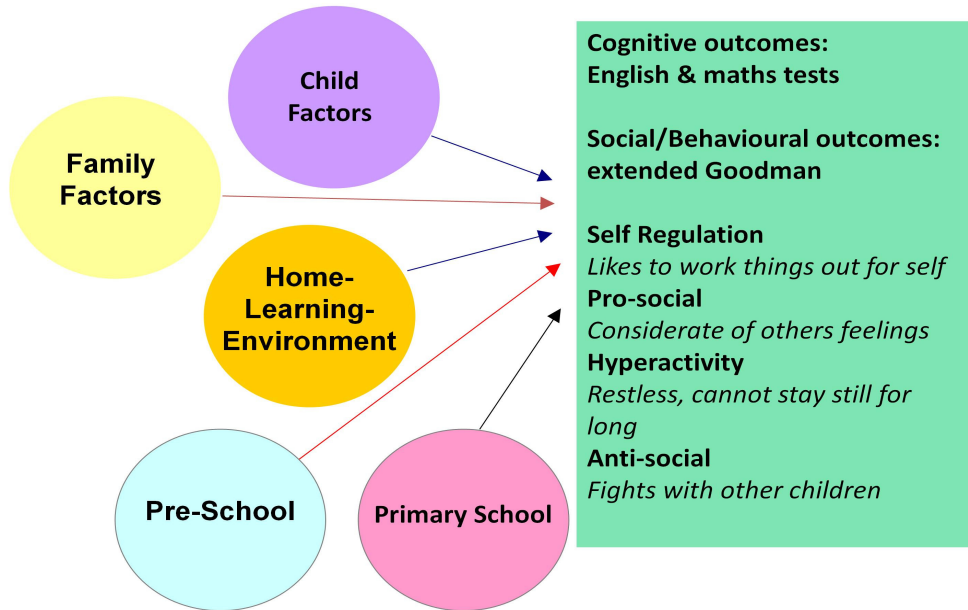 Child
Factors
Family
Factors
Home-
Learning-
Environment
Pre-School
Primary School
Cognitive outcomes:
English & maths tests
Social/Behavioural outcomes:
extended Goodman
Self Regulation
Likes to work things out for self
Pro-social
Considerate of others feelings
Hyperactivity
Restless, cannot stay still for
long
Anti-social
Fights with other children